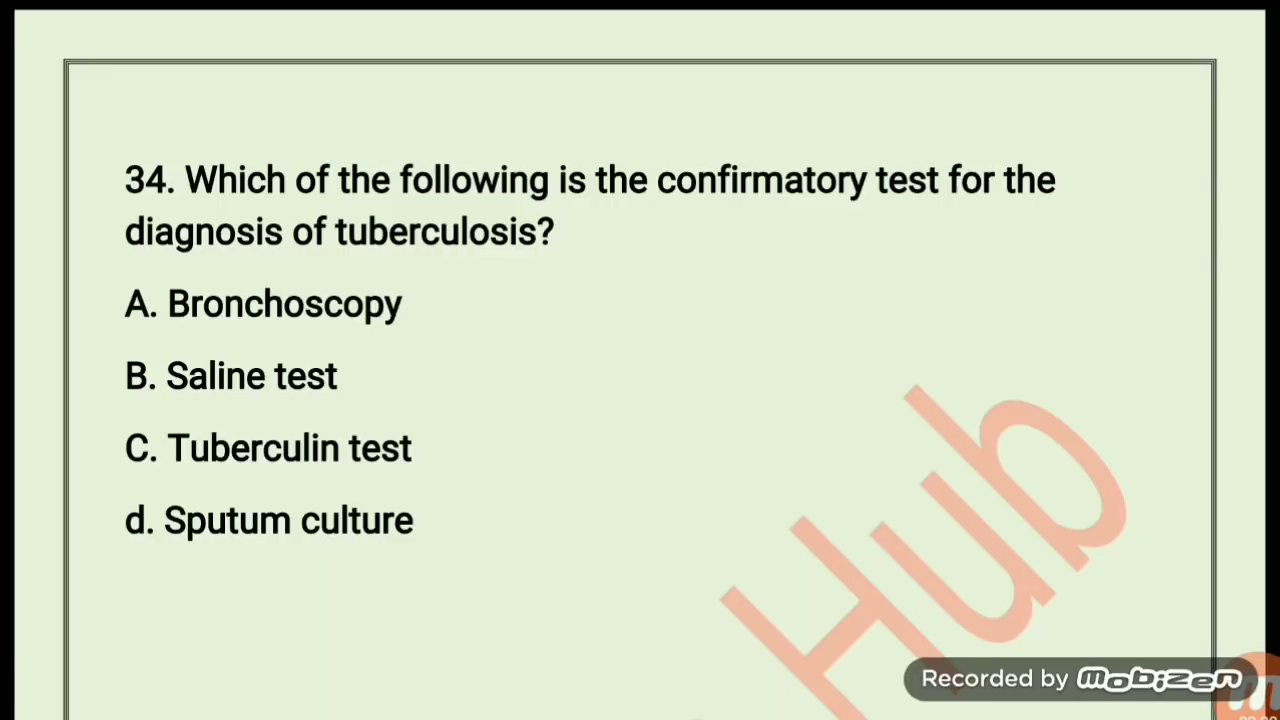 34. Which of the following is the confirmatory test for the
diagnosis of tuberculosis?
A. Bronchoscopy
B. Saline test
C. Tuberculin test
d. Sputum culture
Hub
Recorded by mobizen